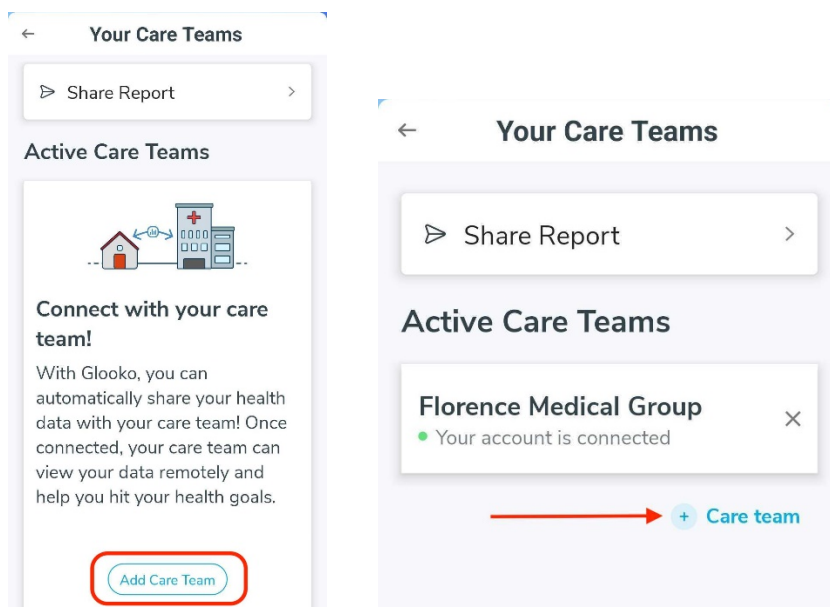 Your Care Teams
Share Report
Active Care Teams
Connect with your care
team!
With Glooko, you can
automatically share your health
data with your care team! Once
connected, your care team can
view your data remotely and
help you hit your health goals.
Add Care Team
Your Care Teams
Share Report
Active Care Teams
Florence Medical Group
Your account is connected
+ Care team